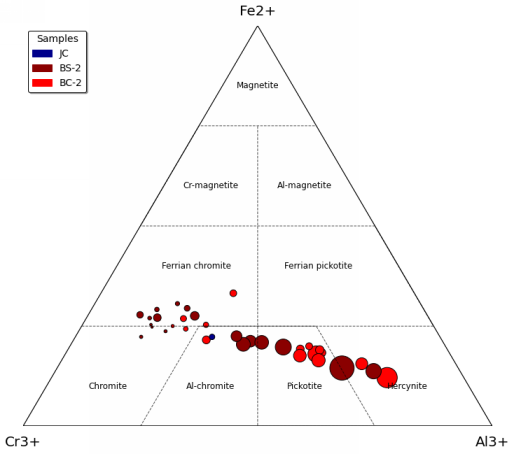 Fe2+
Samples
JC
BS-2
BC-2
Magnetite
Cr-magnetite Al-magnetite
Ferrian chromite Ferrian pickotite
Chromite Al-chromite Pickotite Hercynite
Cr3+ Al3+